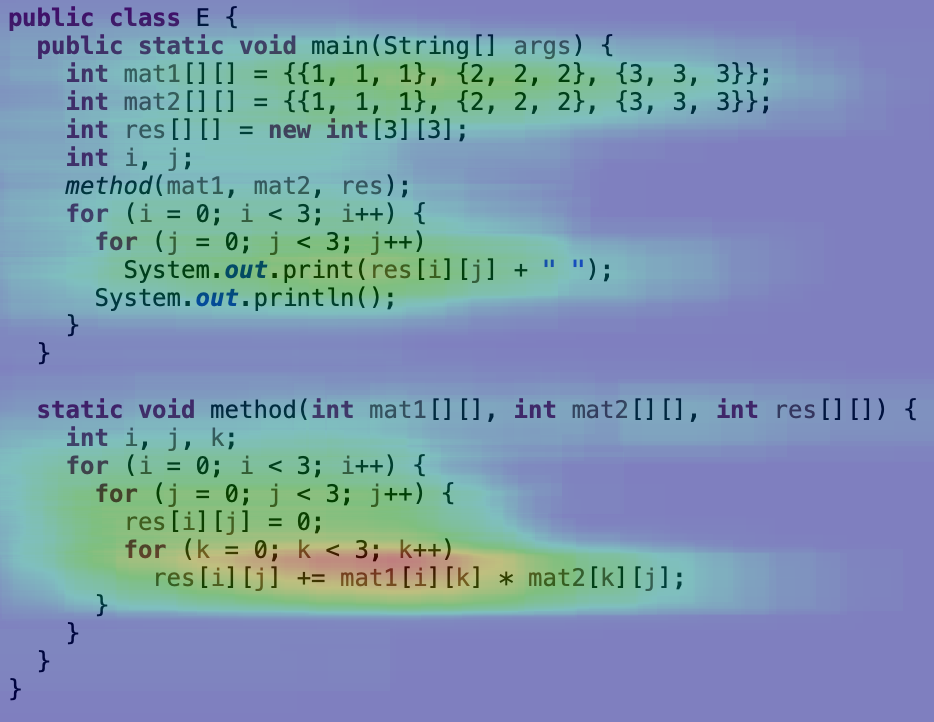 public class E {
  public static void main(String[] args) {
    int mat1[][] = {{1, 1, 1}, {2, 2, 2}, {3, 3, 3}};
    int mat2[][] = {{1, 1, 1}, {2, 2, 2}, {3, 3, 3}};
    int res[][] = new int[3][3];
    int i, j;
    method(mat1, mat2, res);
    for (i = 0; i < 3; i++) {
      for (j = 0; j < 3; j++)
        System.out.print(res[i][j] + " ");
      System.out.println();
    }
  }

  static void method(int mat1[][], int mat2[][], int res[][]) {
    int i, j, k;
    for (i = 0; i < 3; i++) {
      for (j = 0; j < 3; j++) {
        res[i][j] = 0;
        for (k = 0; k < 3; k++)
          res[i][j] += mat1[i][k] * mat2[k][j];
      }
    }
  }
}